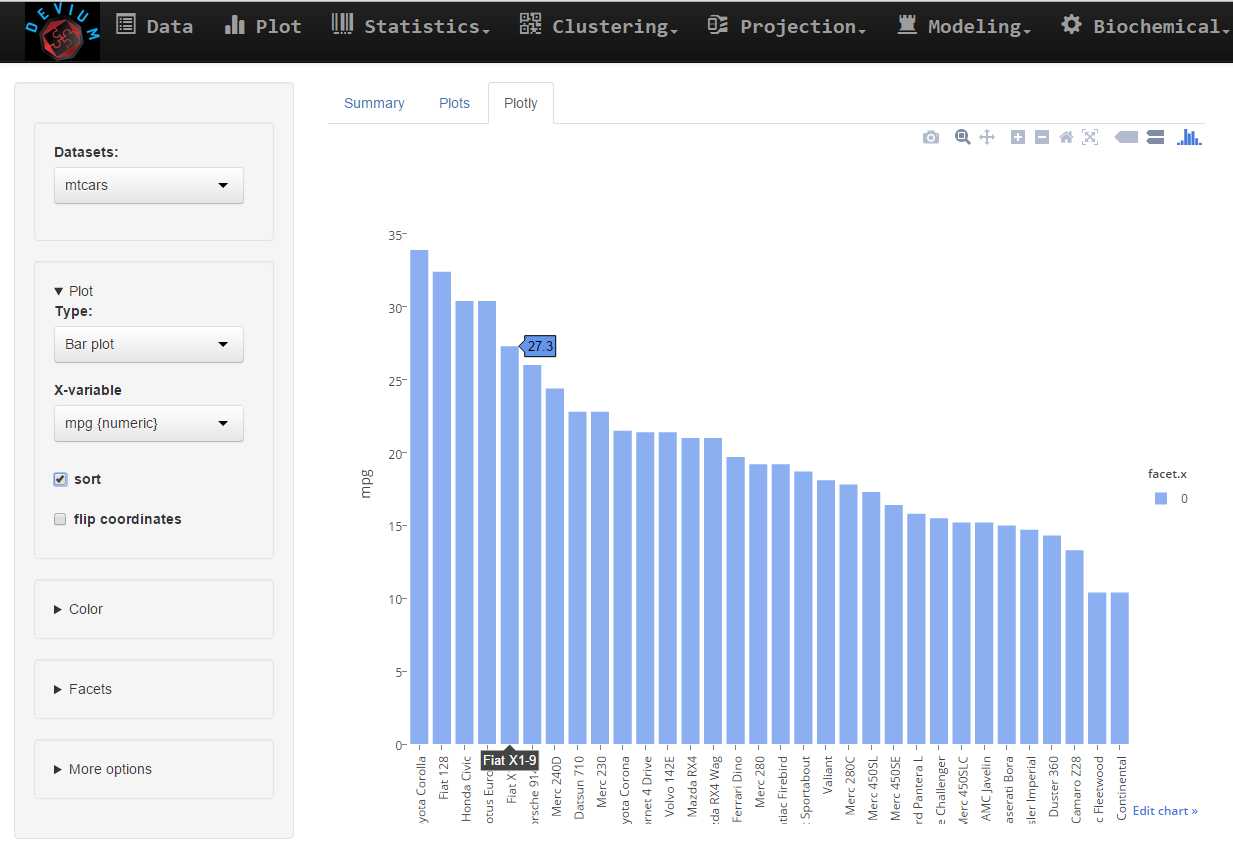 DEVIUM
Data
Plot
Statistics
Clustering
Projection
Modeling
Biochemical
Summary
Plots
Plotly
Datasets:
mtcars
Plot
Type:
Bar plot
X-variable
mpg {numeric}
sort
flip coordinates
Color
Facets
More options
35
30
25
20
15
10
5
0
mpg
27.3
facet.x
0
yota Corolla
Fiat 128
Honda Civic
otus Euro
Fiat X
Fiat X1-9
orsche 914
Merc 240D
Datsun 710
Merc 230
yota Corona
ornet 4 Drive
Volvo 142E
Mazda RX4
zda RX4 Wag
Ferrari Dino
Merc 280
tiac Firebird
t Sportabout
Valiant
Merc 280C
Merc 450SL
Merc 450SE
rd Pantera L
e Challenger
Merc 450SLC
AMC Javelin
aserati Bora
sler Imperial
Duster 360
Camaro Z28
c Fleetwood
Continental
Edit chart »